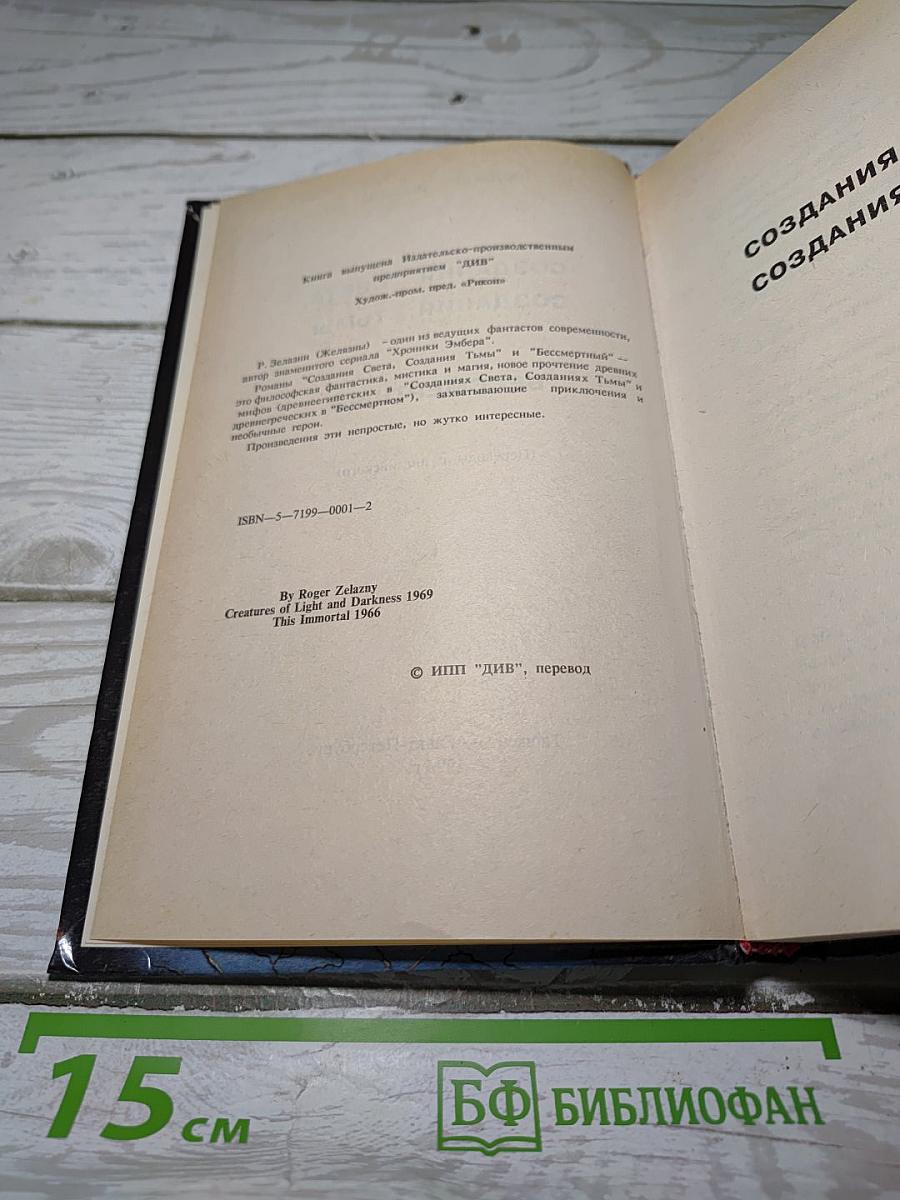 Книга выпущена Издательско-производственным
предприятием "ДИВ"
Худож.-пром. пред. «Рикон»
Р. Зелазни (Желязны) - один из ведущих фантастов современности,
автор знаменитого сериала "Хроники Эмбера".
Романы "Создания Света, Создания Тьмы" и "Бессмертный" —
это философская фантастика, мистика и магия, новое прочтение древних
мифов (древнеегипетских в "Созданиях Света, Созданиях Тьмы" и
древнегреческих в "Бессмертном"), захватывающие приключения и
необычные герои.
Произведения эти непростые, но жутко интересные.
ISBN—5—7199—0001—2
By Roger Zelazny
Creatures of Light and Darkness 1969
This Immortal 1966
© ИПП "ДИВ", перевод
СОЗДАНИЯ
СОЗДАНИЯ
15 см
БФ БИБЛИОФАН